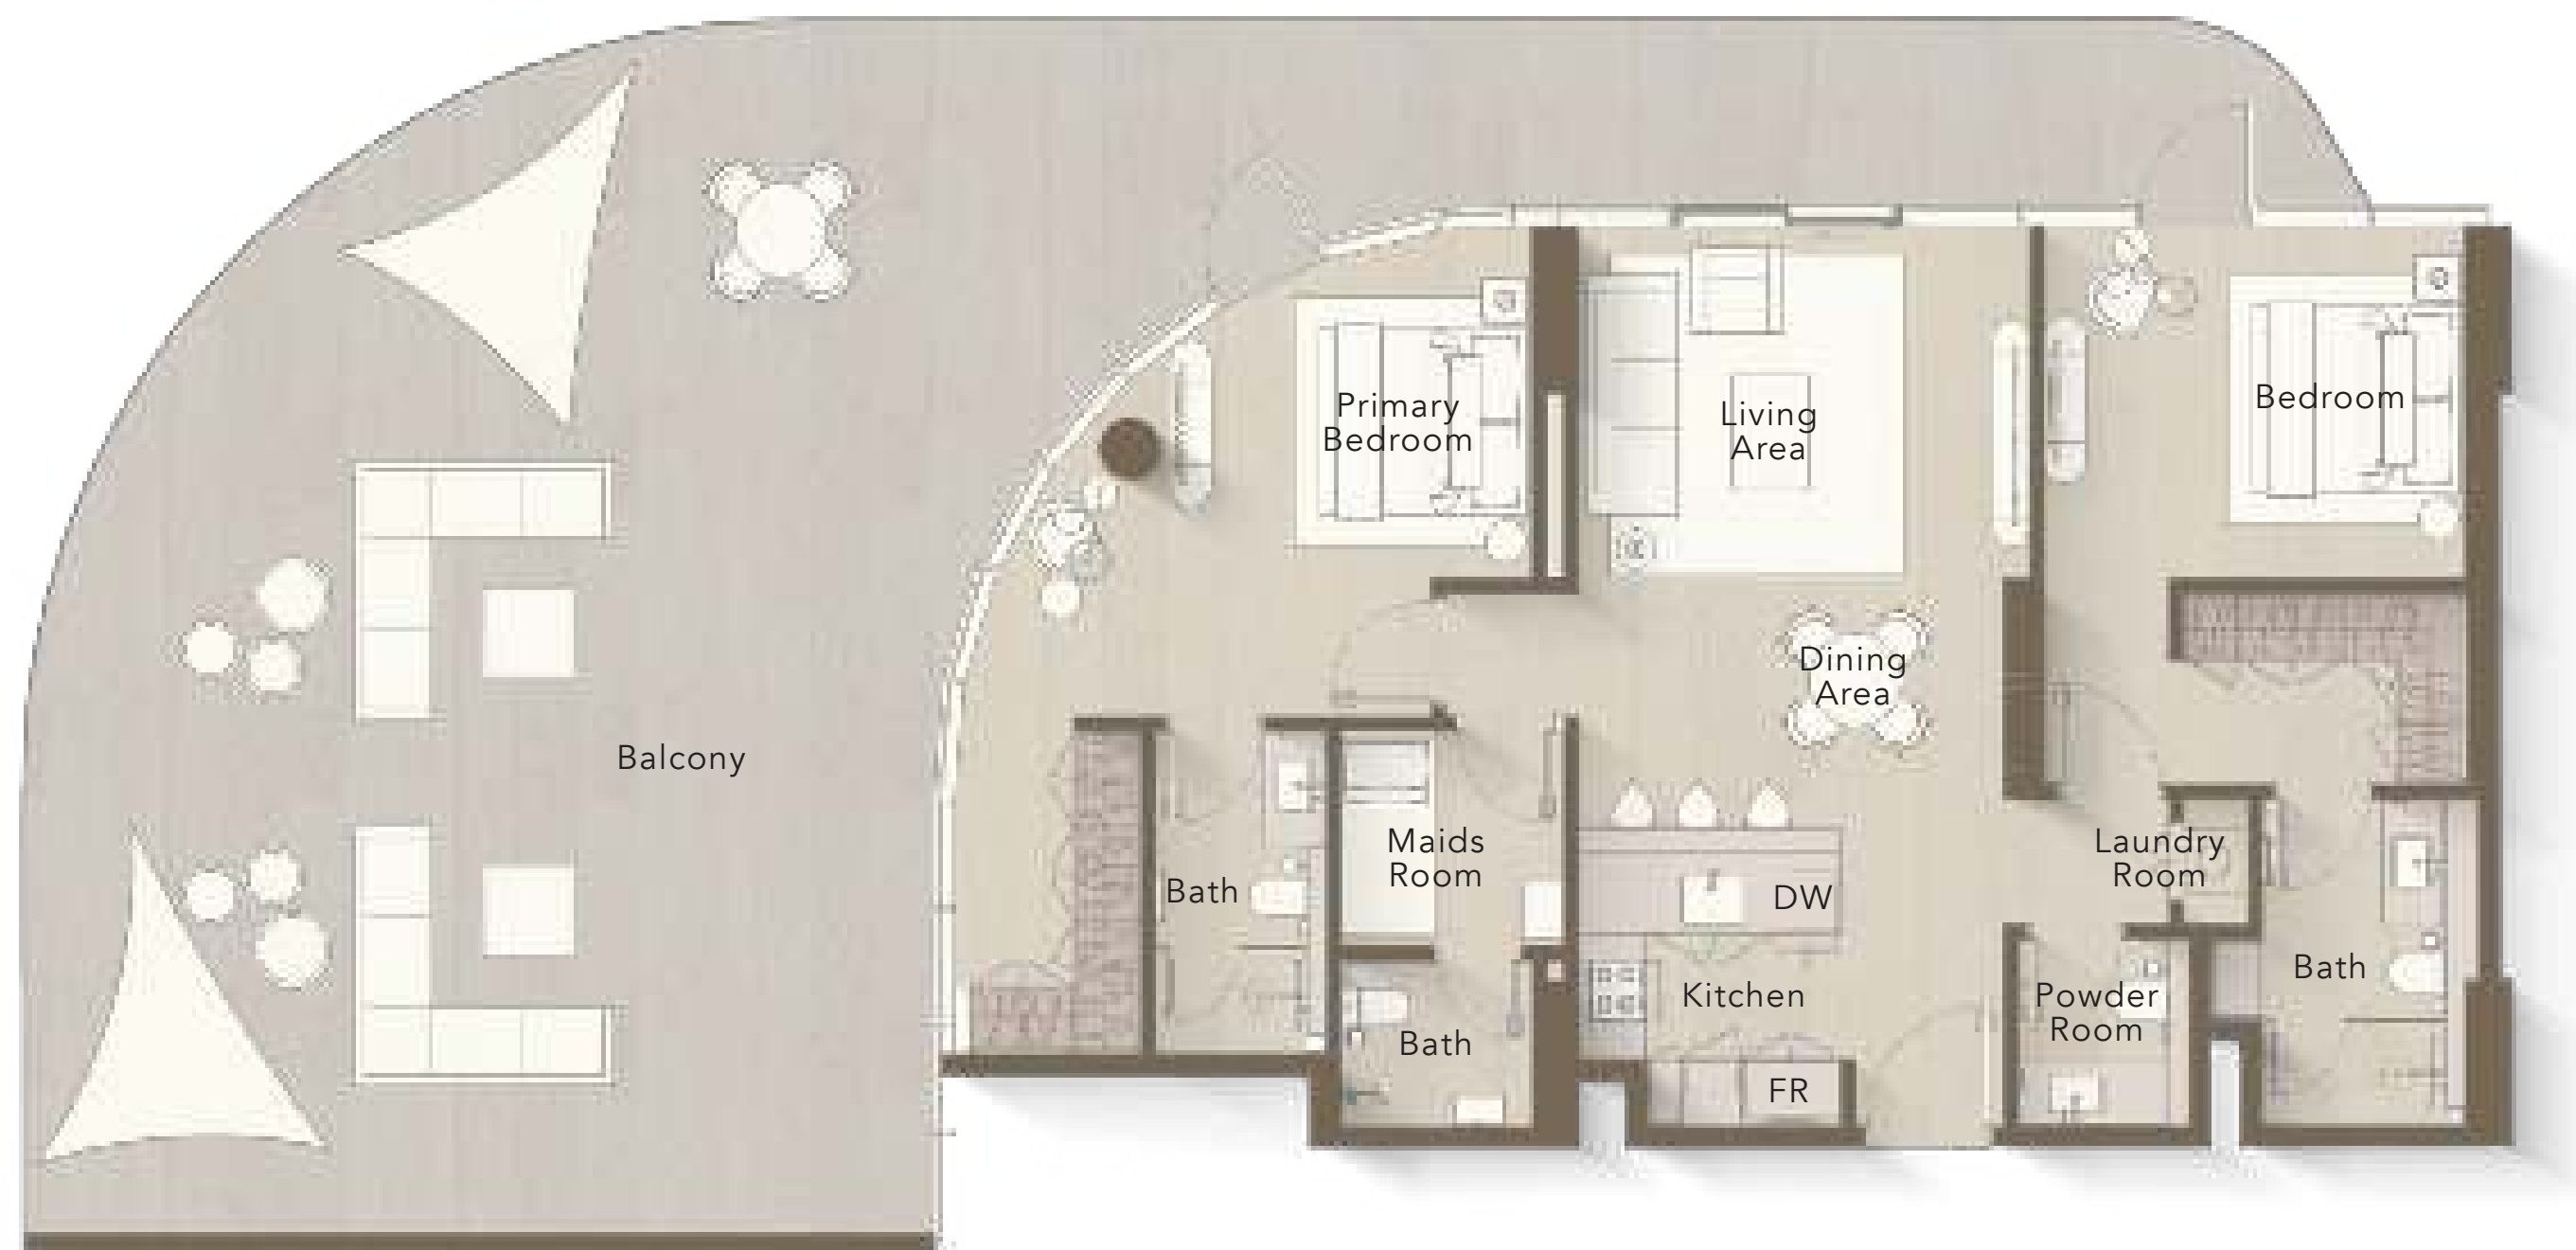 Primary
Bedroom
Living
Area
Bedroom
Dining
Area
Balcony
Bath
Maids
Room
DW
Laundry
Room
Kitchen
Bath
Powder
Room
Bath
FR